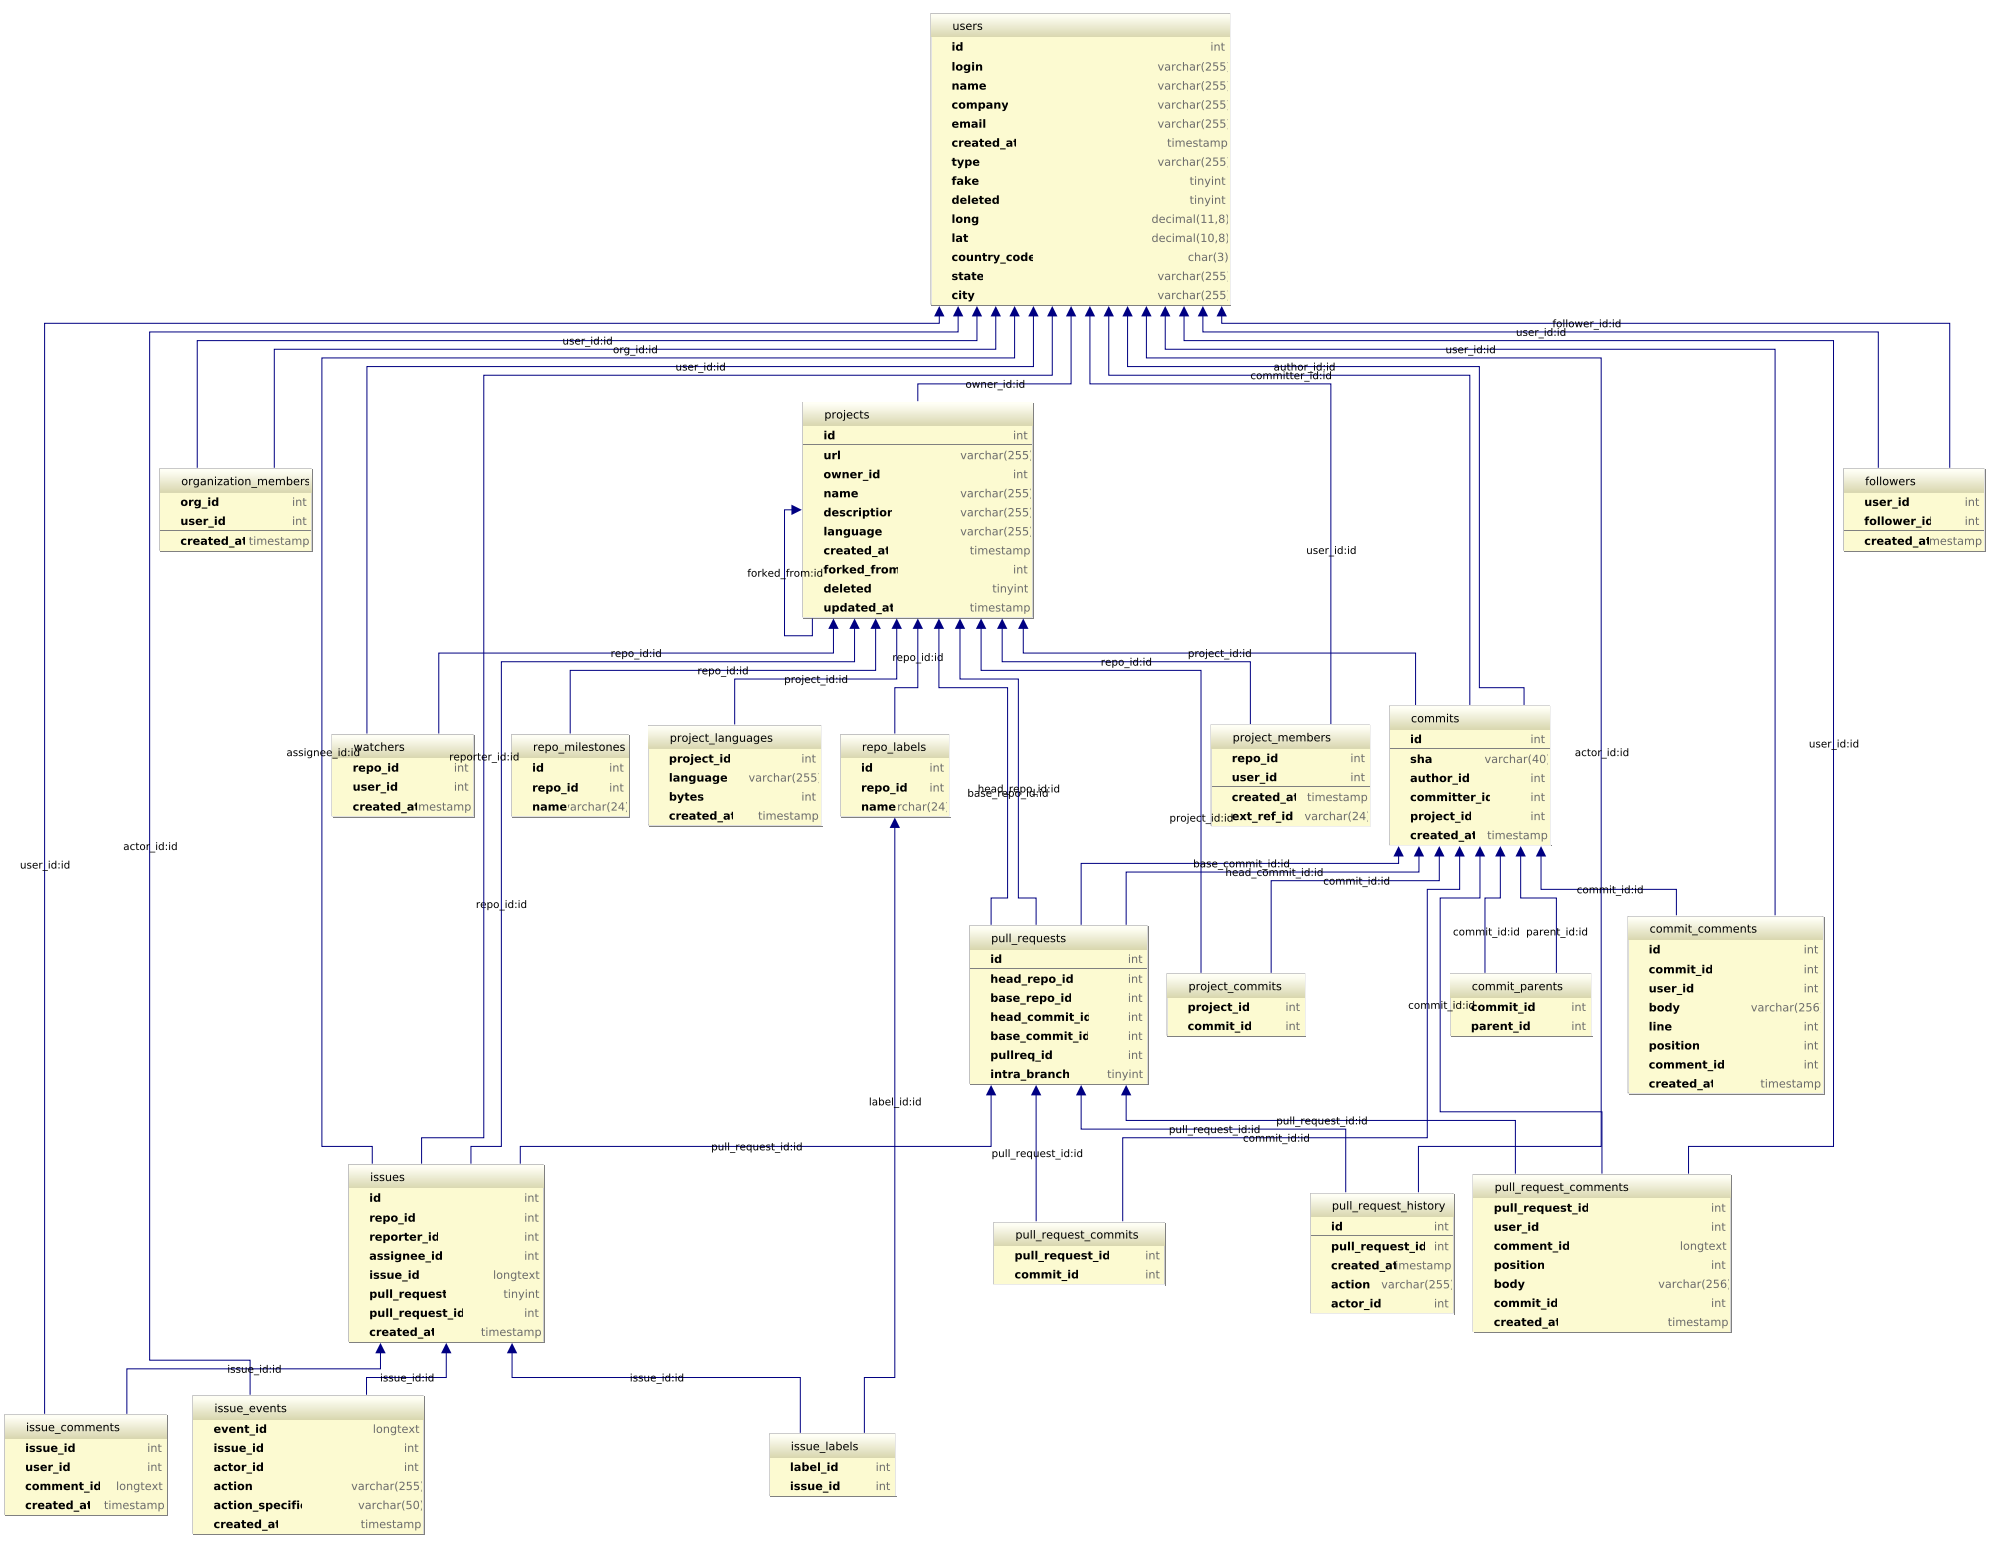 users
id int
login varchar(255)
name varchar(255)
company varchar(255)
email varchar(255)
created_at timestamp
type varchar(255)
fake tinyint
deleted tinyint
long decimal(11,8)
lat decimal(10,8)
country_code char(3)
state varchar(255)
city varchar(255)
follower_id:id
user_id:id
user_id:id
org_id:id
user_id:id
user_id:id
author_id:id
committer_id:id
owner_id:id
projects
id int
url varchar(255)
owner_id int
name varchar(255)
description varchar(255)
language varchar(255)
created_at timestamp
forked_from int
deleted tinyint
updated_at timestamp
forked_from:id
organization_members
org_id int
user_id int
created_at timestamp
followers
user_id int
follower_id int
created_at mestamp
user_id:id
repo_id:id
repo_id:id
project_id:id
repo_id:id
repo_id:id
project_id:id
assignee_id:id
reporter_id:id
watchers
repo_id int
user_id int
created_at mestamp
repo_milestones
id int
repo_id int
name varchar(24)
project_languages
project_id int
language varchar(255)
bytes int
created_at timestamp
repo_labels
id int
repo_id int
name rchar(24)
head_repo_id:id
base_repo_id:id
project_members
repo_id int
user_id int
created_at timestamp
ext_ref_id varchar(24)
project_id:id
commits
id int
sha varchar(40)
author_id int
committer_id int
project_id int
created_at timestamp
actor_id:id
user_id:id
actor_id:id
user_id:id
repo_id:id
base_commit_id:id
head_commit_id:id
commit_id:id
commit_id:id
commit_id:id
parent_id:id
commit_id:id
pull_requests
id int
head_repo_id int
base_repo_id int
head_commit_id int
base_commit_id int
pullreq_id int
intra_branch tinyint
project_commits
project_id int
commit_id int
commit_parents
commit_id int
parent_id int
commit_comments
id int
commit_id int
user_id int
body varchar(256
line int
position int
comment_id int
created_at timestamp
label_id:id
pull_request_id:id
pull_request_id:id
pull_request_id:id
pull_request_id:id
commit_id:id
issues
id int
repo_id int
reporter_id int
assignee_id int
issue_id longtext
pull_request tinyint
pull_request_id int
created_at timestamp
pull_request_commits
pull_request_id int
commit_id int
pull_request_history
id int
pull_request_id int
created_at timestamp
action varchar(255)
actor_id int
pull_request_comments
pull_request_id int
user_id int
comment_id longtext
position int
body varchar(256)
commit_id int
created_at timestamp
issue_id:id
issue_id:id
issue_id:id
issue_comments
issue_id int
user_id int
comment_id longtext
created_at timestamp
issue_events
event_id longtext
issue_id int
actor_id int
action varchar(255)
action_specific varchar(50)
created_at timestamp
issue_labels
label_id int
issue_id int